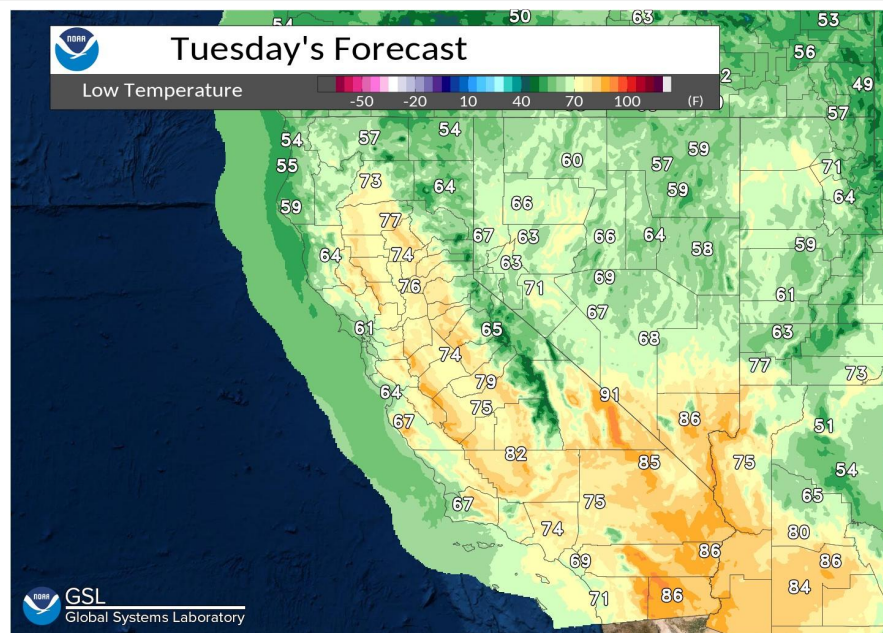 54 50 63 53
NOAA
Tuesday's Forecast
56
Low Temperature
-50 -20 10 40 70 100 (F)
49
57
54 57 54 59
55 60 57 71
73 64 59 64
59 66
77 67 63 66 64 58 59
64 74 63
76 71 69 61
61 65 67 68 63
74 77 73
64 79 91
67 75 86 51
82 85 75 54
67 75 65
74 80
69 86 86
71 86 84
NOAA
GSL
Global Systems Laboratory